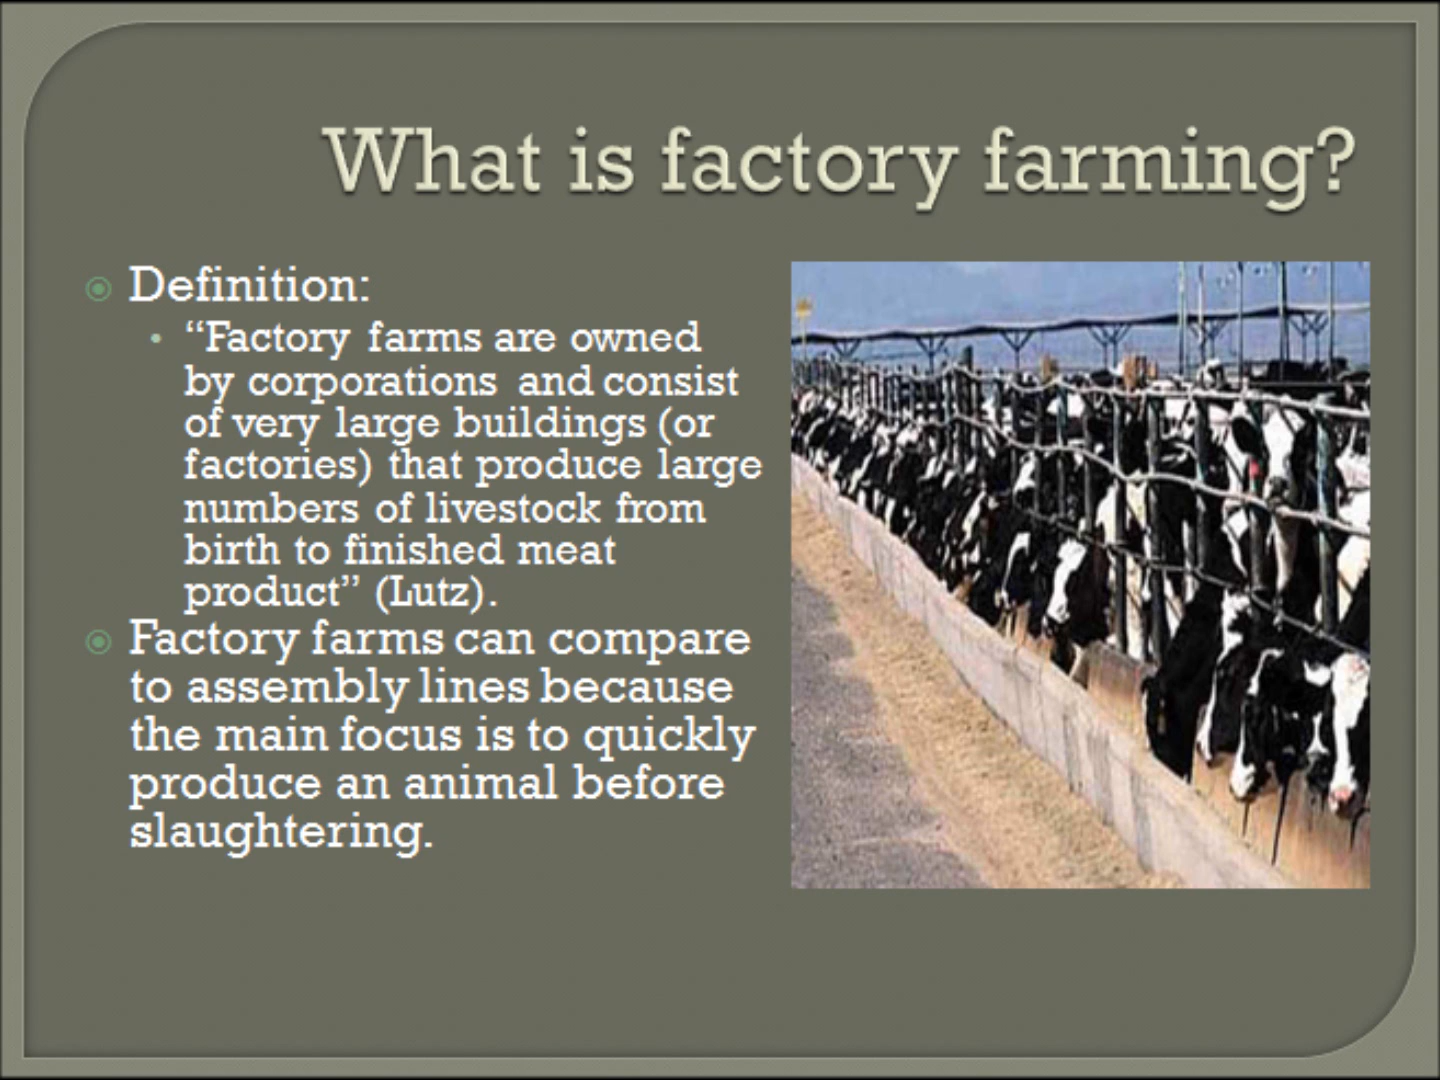 What is factory farming?
Definition:
“Factory farms are owned
by corporations and consist
of very large buildings (or
factories) that produce large
numbers of livestock from
birth to finished meat
product” (Lutz).
Factory farms can compare
to assembly lines because
the main focus is to quickly
produce an animal before
slaughtering.